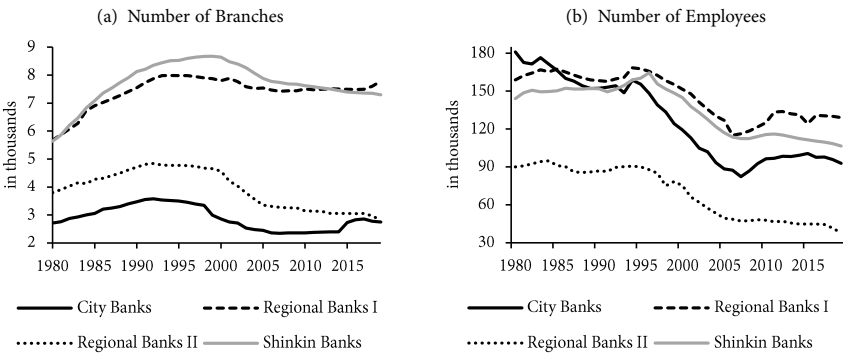 (a) Number of Branches
in thousands
9
8
7
6
5
4
3
2
1980 1985 1990 1995 2000 2005 2010 2015
City Banks
Regional Banks I
Regional Banks II
Shinkin Banks
(b) Number of Employees
in thousands
180
150
120
90
60
30
1980 1985 1990 1995 2000 2005 2010 2015
City Banks
Regional Banks I
Regional Banks II
Shinkin Banks